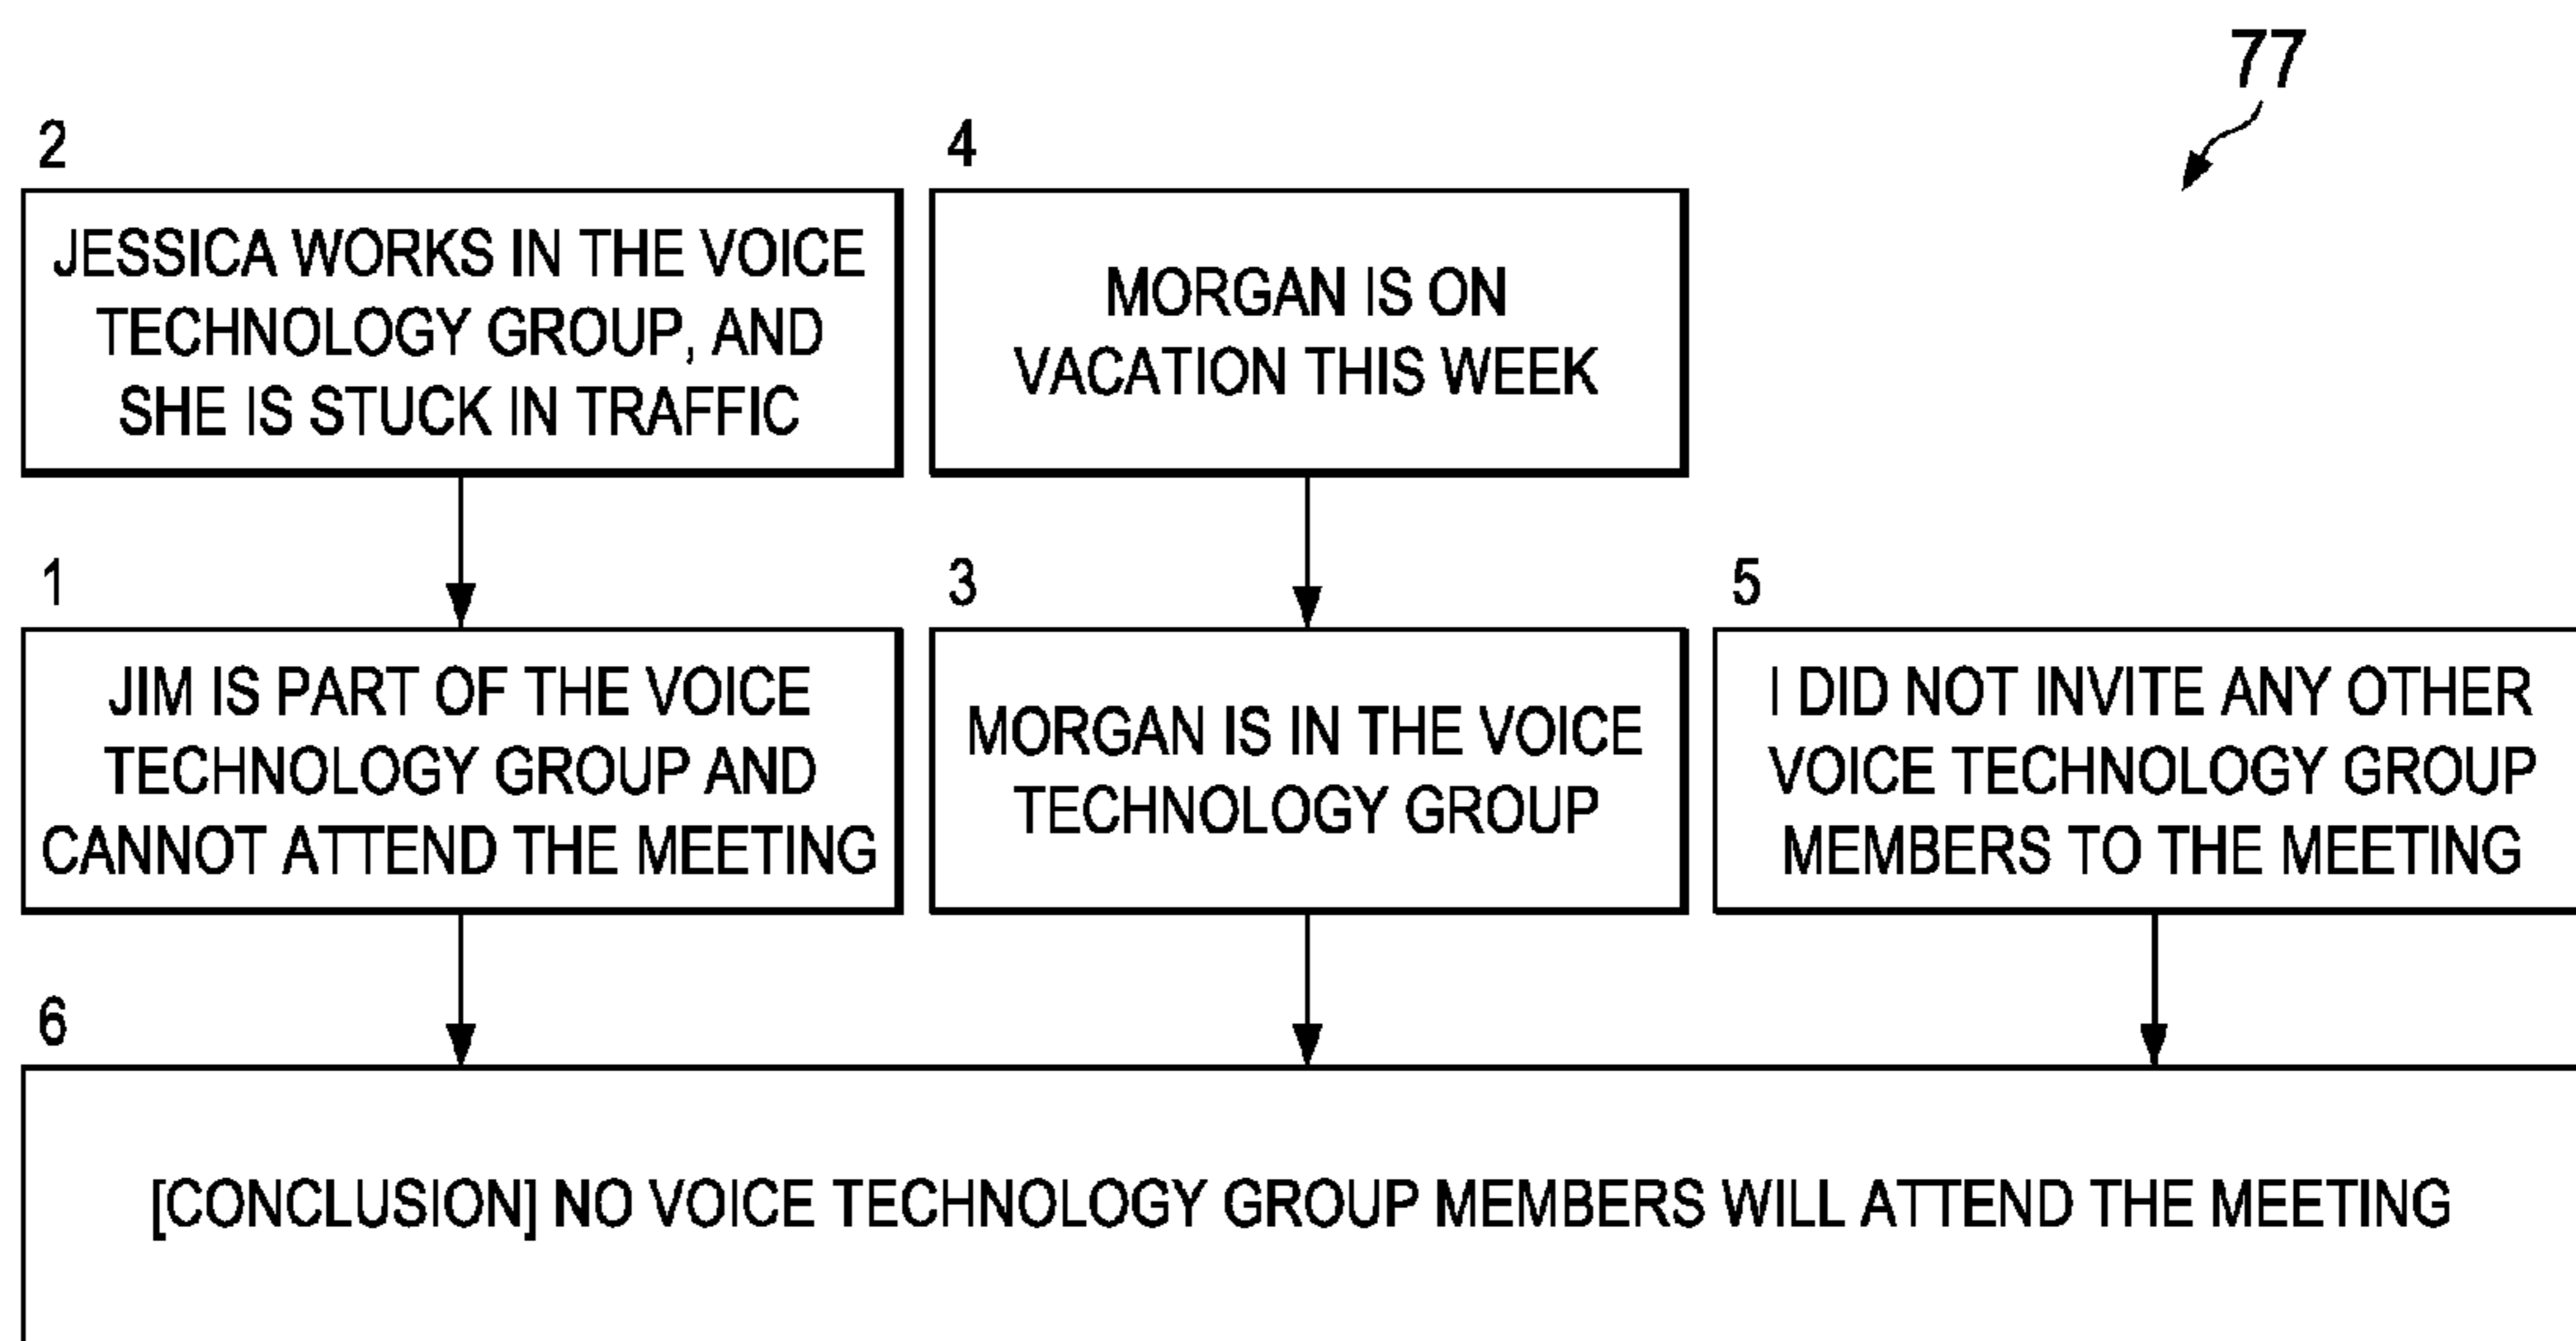 77
2
JESSICA WORKS IN THE VOICE
TECHNOLOGY GROUP, AND
SHE IS STUCK IN TRAFFIC
4
MORGAN IS ON
VACATION THIS WEEK
1
JIM IS PART OF THE VOICE
TECHNOLOGY GROUP AND
CANNOT ATTEND THE MEETING
3
MORGAN IS IN THE VOICE
TECHNOLOGY GROUP
5
I DID NOT INVITE ANY OTHER
VOICE TECHNOLOGY GROUP
MEMBERS TO THE MEETING
6
[CONCLUSION] NO VOICE TECHNOLOGY GROUP MEMBERS WILL ATTEND THE MEETING